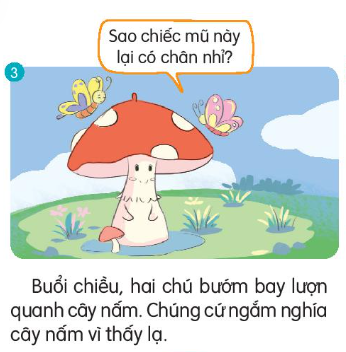 Sao chiếc mũ này
lại có chân nhỉ?
3
Buổi chiều, hai chú bướm bay lượn
quanh cây nấm. Chúng cứ ngắm nghía
cây nấm vì thấy lạ.